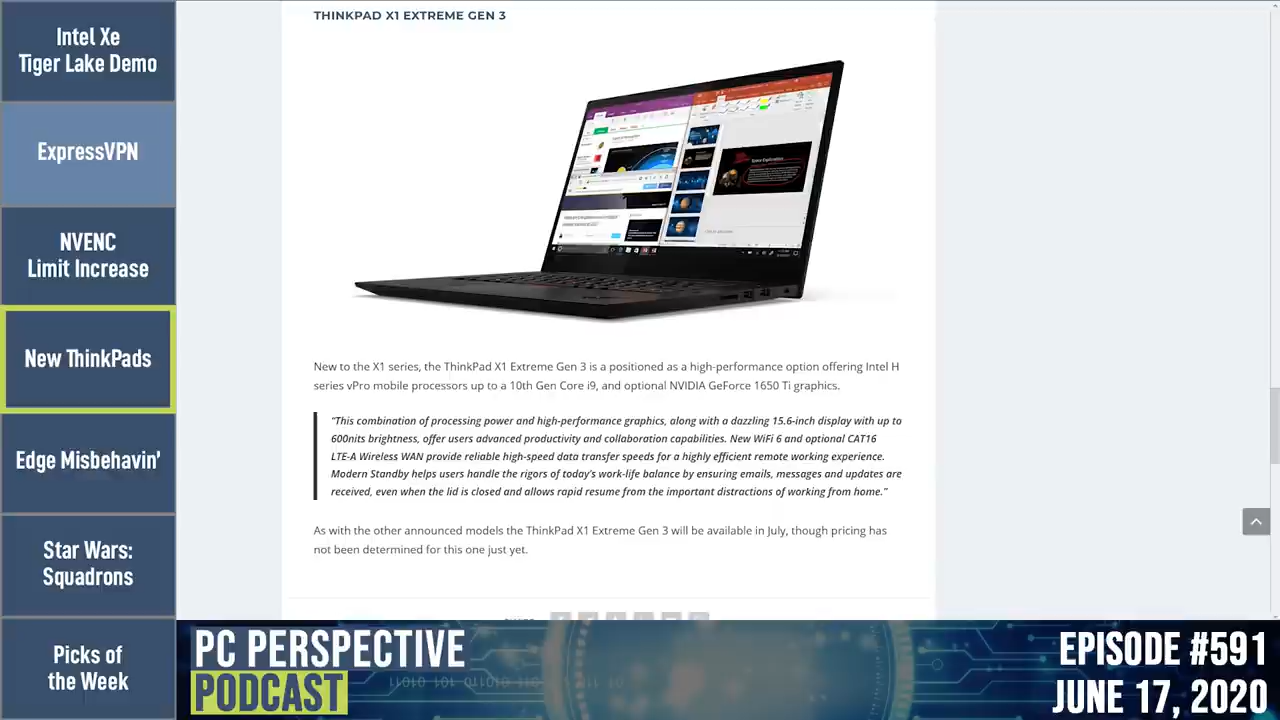 Intel Xe
Tiger Lake Demo
ExpressVPN
NVENC
Limit Increase
New ThinkPads
Edge Misbehavin'
Star Wars:
Squadrons
Picks of
the Week
THINKPAD X1 EXTREME GEN 3
New to the X1 series, the ThinkPad X1 Extreme Gen 3 is a positioned as a high-performance option offering Intel H
series vPro mobile processors up to a 10th Gen Core i9, and optional NVIDIA GeForce 1650 Ti graphics.
“This combination of processing power and high-performance graphics, along with a dazzling 15.6-inch display with up to
600nits brightness, offer users advanced productivity and collaboration capabilities. New WiFi 6 and optional CAT16
LTE-A Wireless WAN provide reliable high-speed data transfer speeds for a highly efficient remote working experience.
Modern Standby helps users handle the rigors of today's work-life balance by ensuring emails, messages and updates are
received, even when the lid is closed and allows rapid resume from the important distractions of working from home.”
As with the other announced models the ThinkPad X1 Extreme Gen 3 will be available in July, though pricing has
not been determined for this one just yet.
PC PERSPECTIVE
PODCAST
EPISODE #591
JUNE 17, 2020